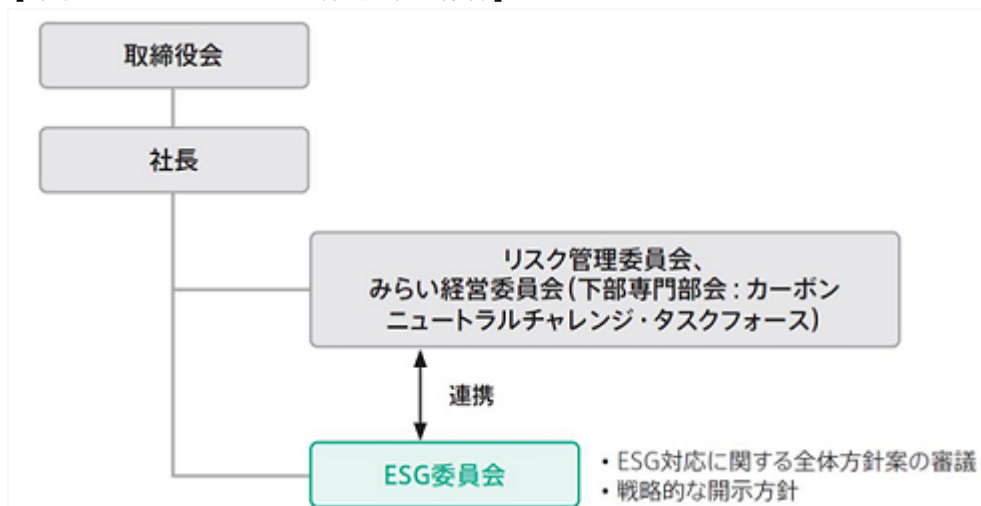 取締役会
社長
リスク管理委員会、
みらい経営委員会(下部専門部会：カーボン
ニュートラルチャレンジ・タスクフォース)
連携
ESG委員会
・ESG対応に関する全体方針案の審議
・戦略的な開示方針